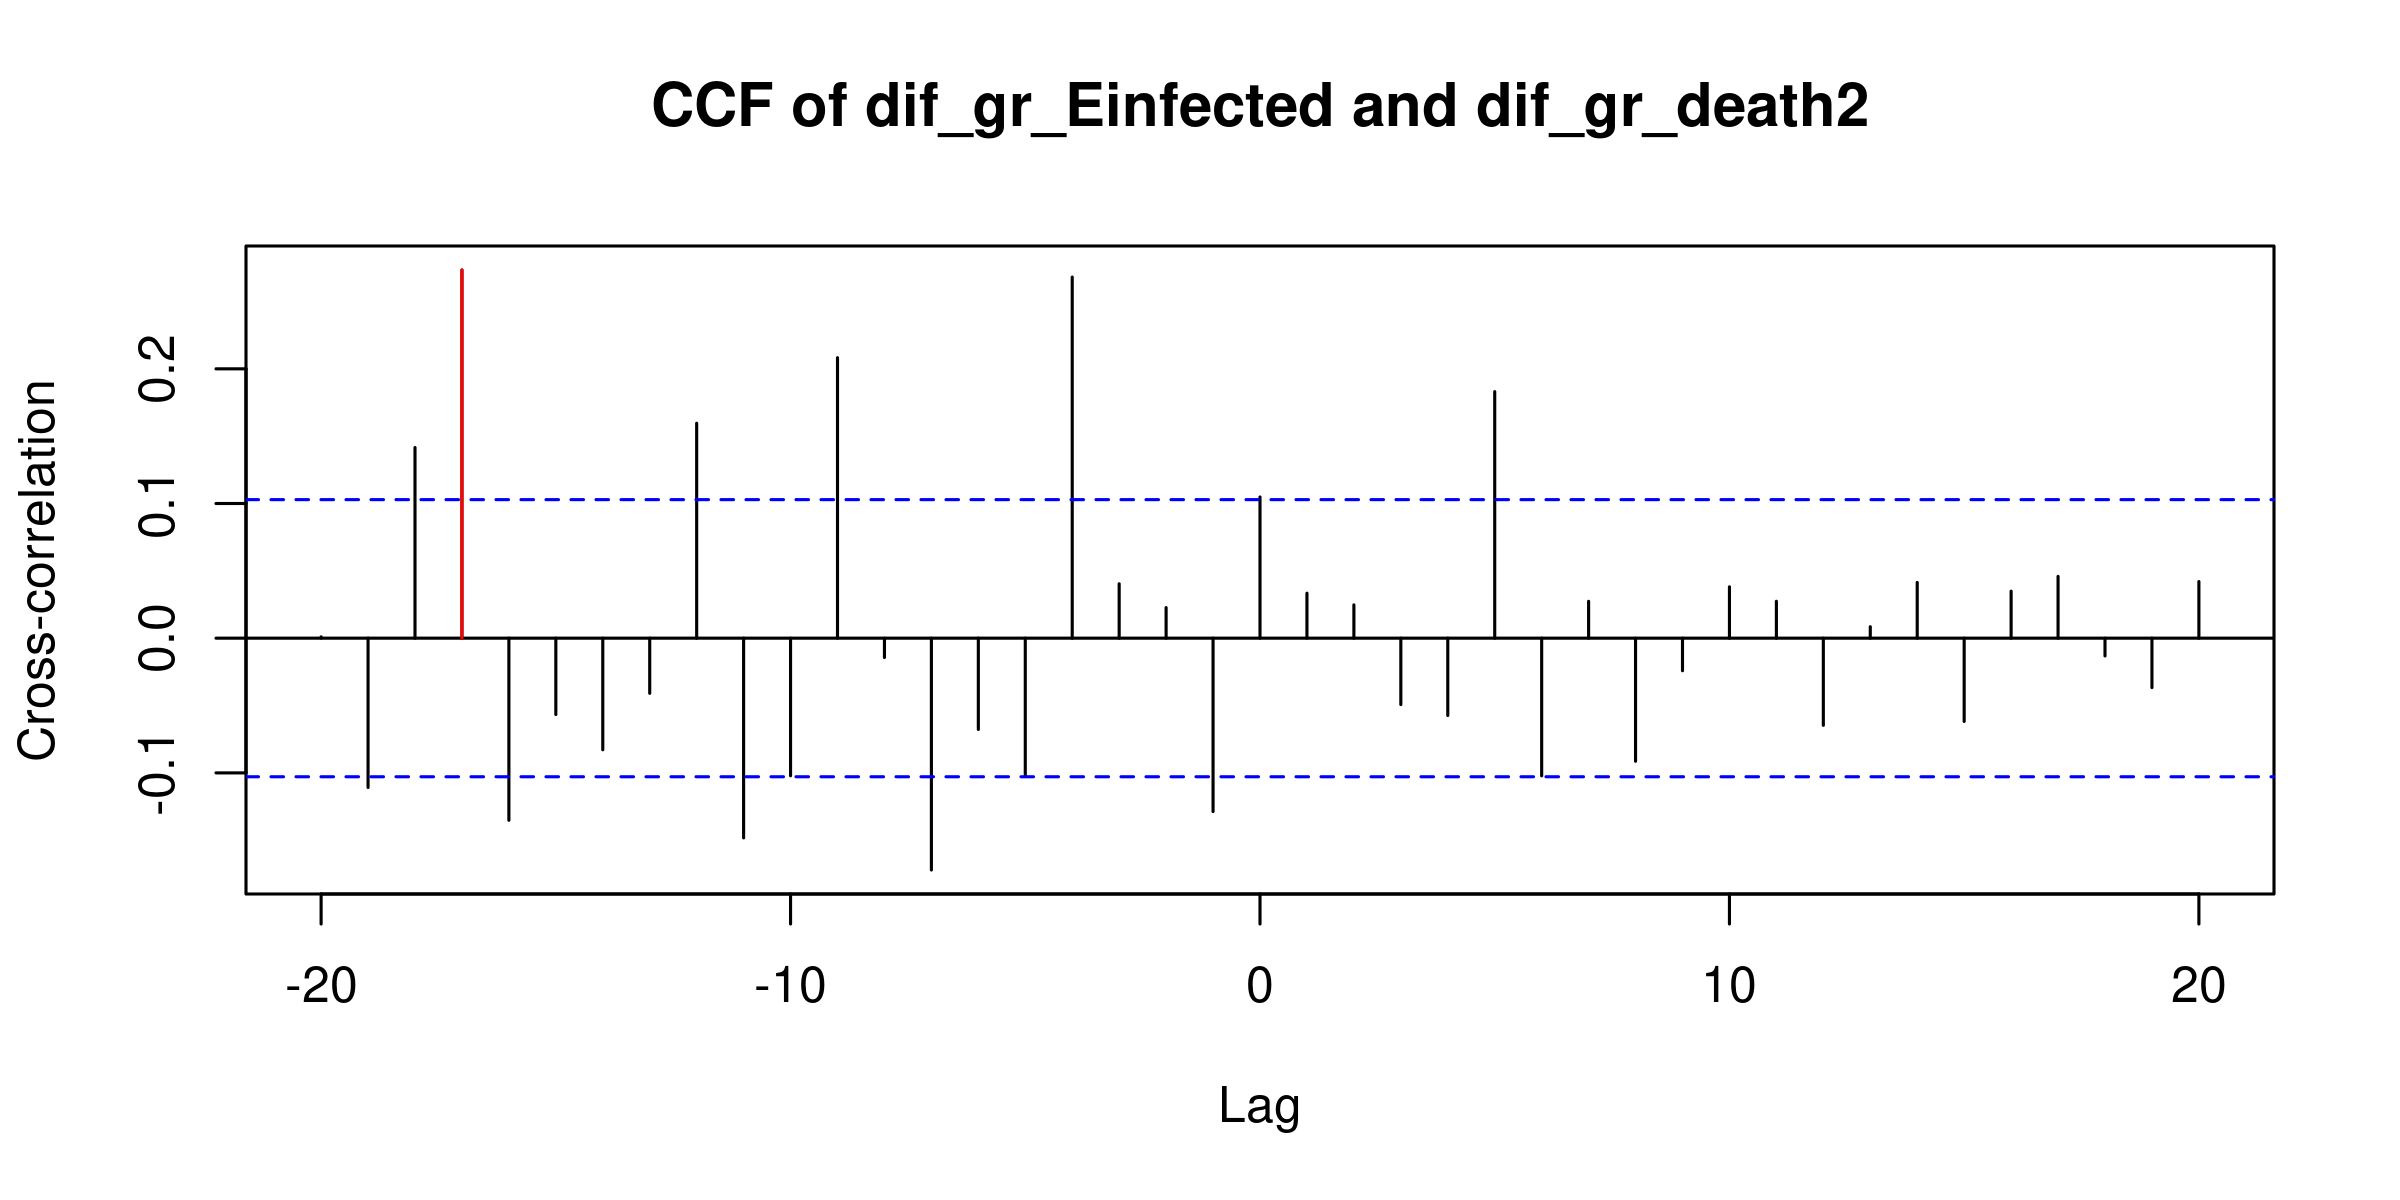 CCF of dif_gr_Einfected and dif_gr_death2
Cross-correlation
0.2
0.1
0.0
-0.1
-20 -10 0 10 20
Lag